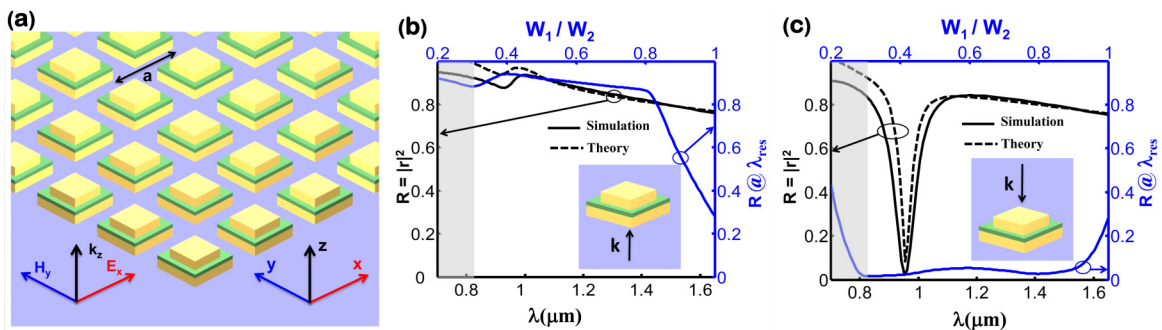 (a)
a
k_z
H_y
E_x
z
y
x
(b)
W₁ / W₂
0.2 0.4 0.6 0.8 1
R = |r|²
0.8
0.6
0.4
0.2
0
Simulation
Theory
k
0.8
0.6
0.4
0.2
0
R @ λ_res
0.8 1 1.2 1.4 1.6
λ(μm)
(c)
W₁ / W₂
0.2 0.4 0.6 0.8 1
R = |r|²
0.8
0.6
0.4
0.2
0
Simulation
Theory
k
0.8
0.6
0.4
0.2
0
R @ λ_res
0.8 1 1.2 1.4 1.6
λ(μm)